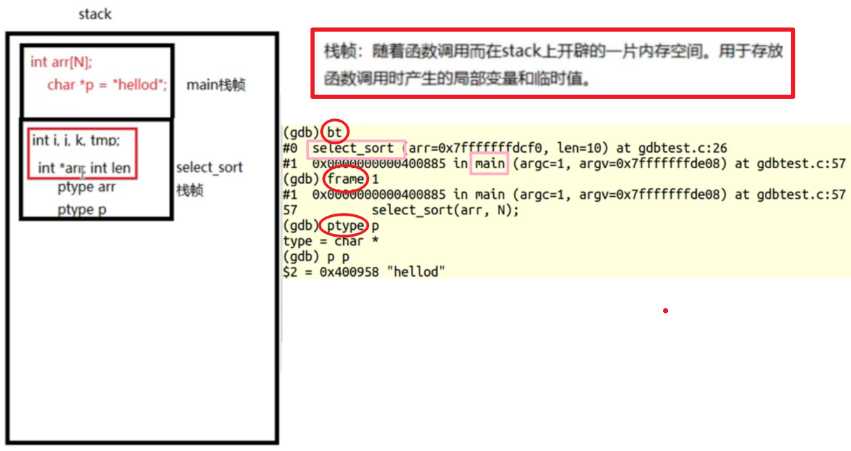 stack
int arr[N];
char *p = "hellod";
main栈帧
int i, j, k, tmp;
int *arr, int len
select_sort
栈帧
ptype arr
ptype p
栈帧：随着函数调用而在stack上开辟的一片内存空间。用于存放
函数调用时产生的局部变量和临时值。
(gdb) bt
#0 select_sort (arr=0x7fffffffdcf0, len=10) at gdbtest.c:26
#1 0x0000000000400885 in main (argc=1, argv=0x7fffffffde08) at gdbtest.c:57
(gdb) frame 1
#1 0x0000000000400885 in main (argc=1, argv=0x7fffffffde08) at gdbtest.c:57
57 select_sort(arr, N);
(gdb) ptype p
type = char *
(gdb) p p
$2 = 0x400958 "hellod"